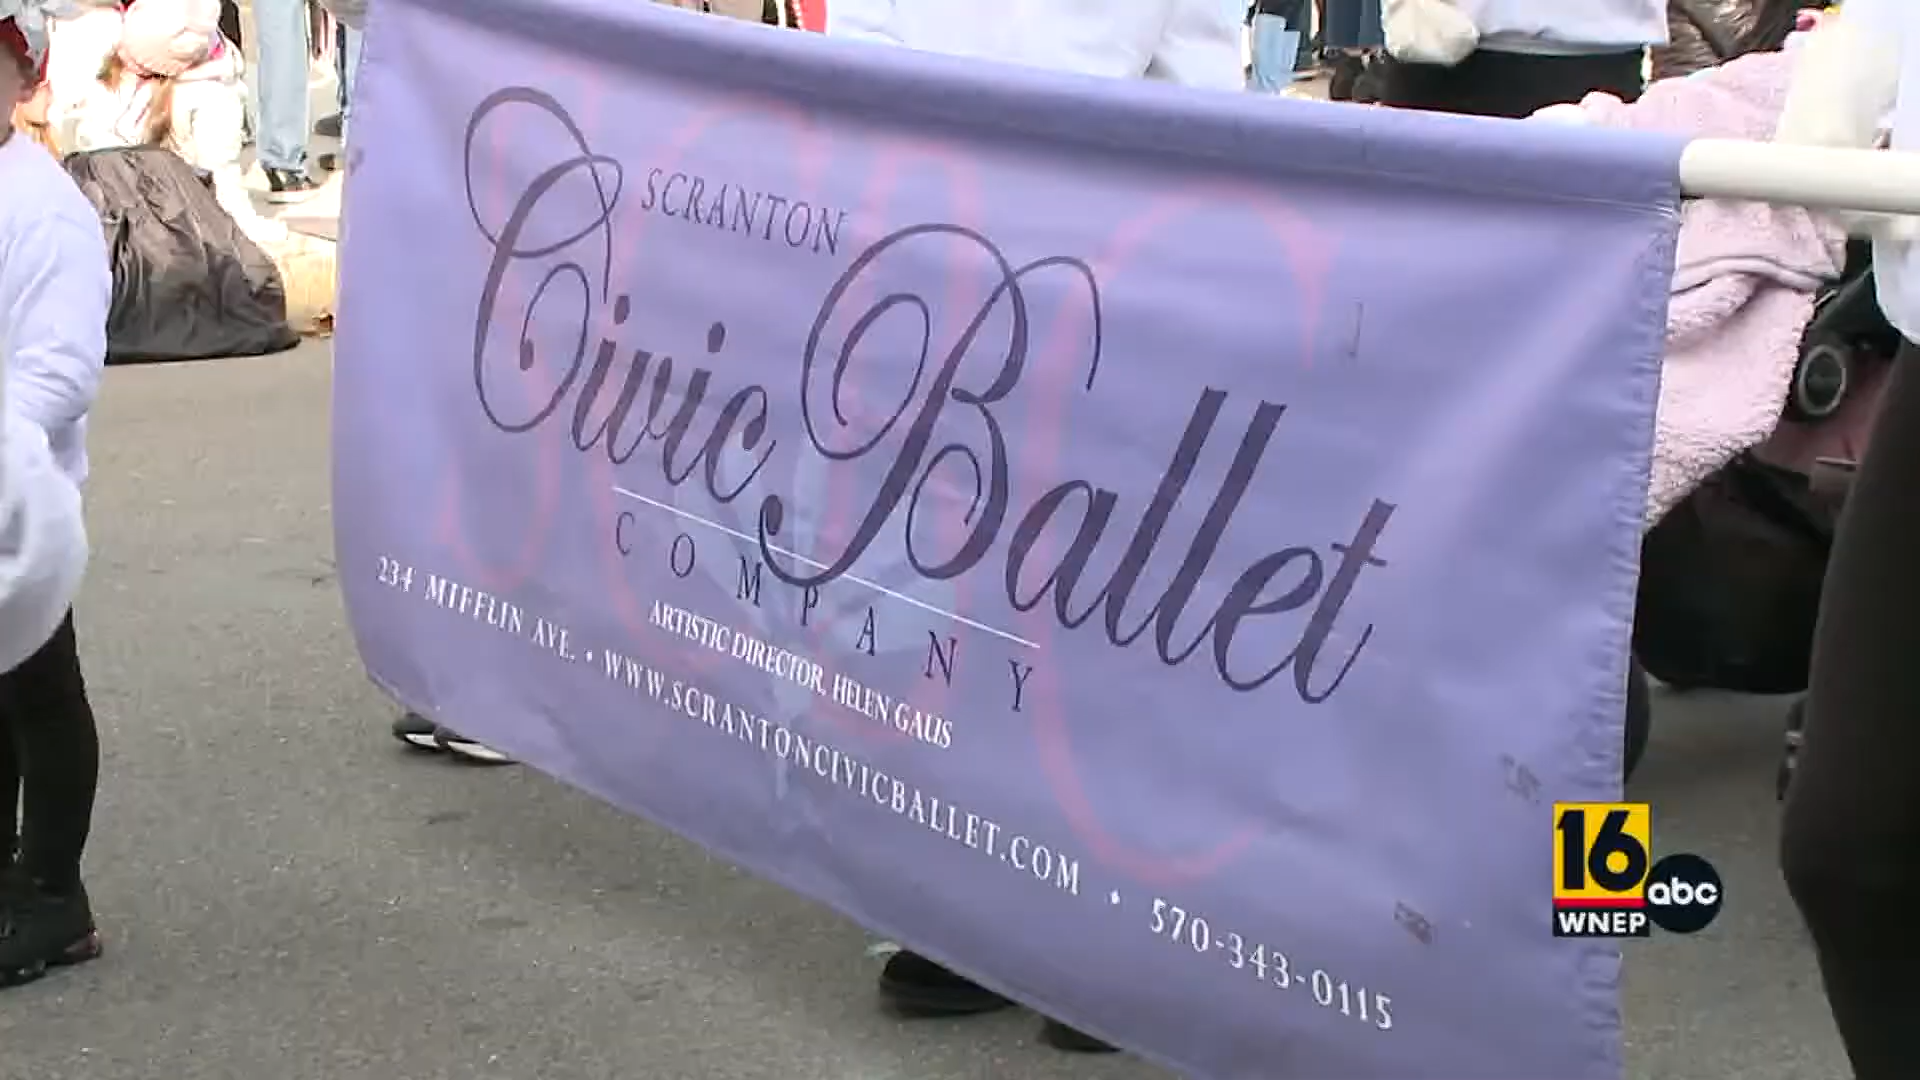 SCRANTON
Civic Ballet
COMPANY
ARTISTIC DIRECTOR, HELEN GAUS
234 MIFFLIN AVE. • WWW.SCRANTONCIVICBALLET.COM • 570-343-0115
16 abc
WNEP